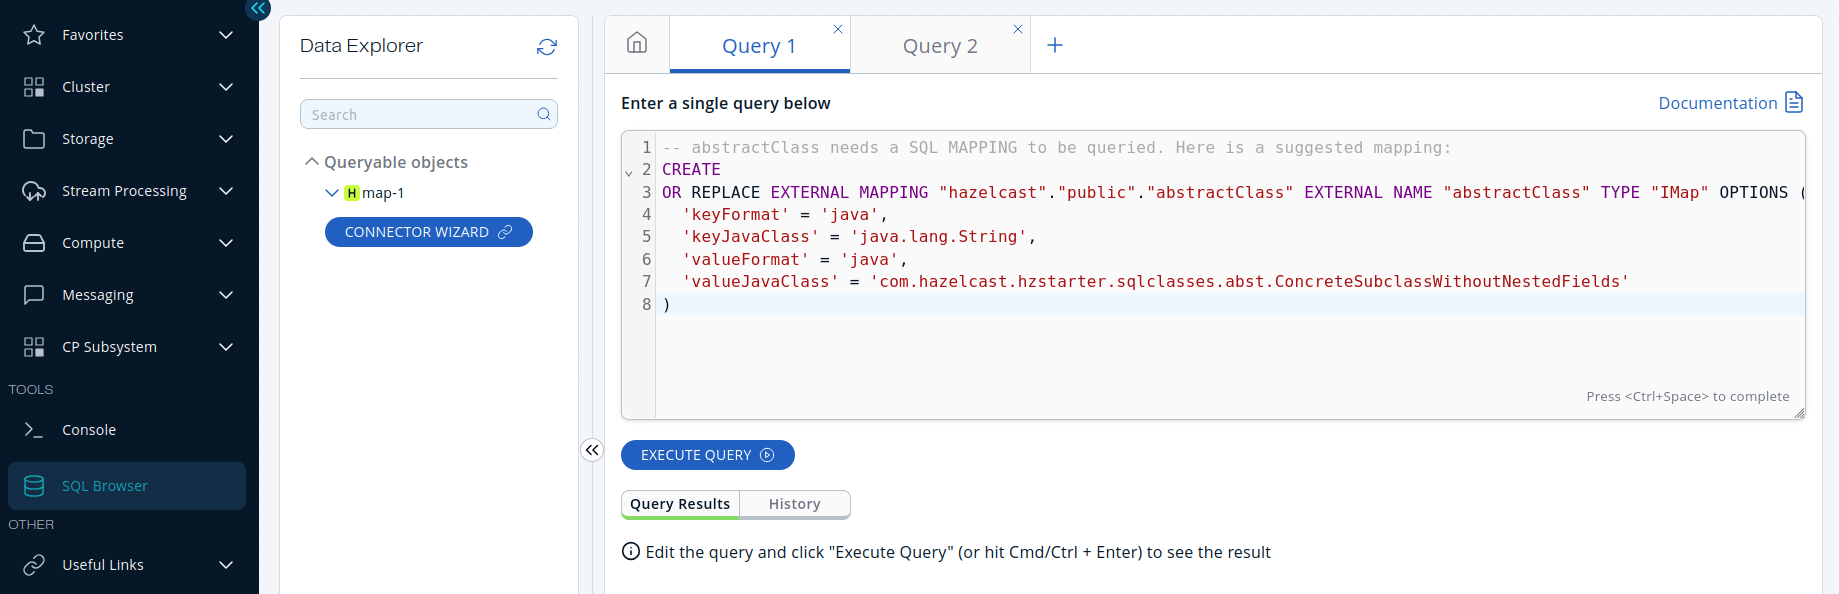 Favorites
Cluster
Storage
Stream Processing
Compute
Messaging
CP Subsystem
TOOLS
Console
SQL Browser
OTHER
Useful Links
Data Explorer
Search
Queryable objects
H map-1
CONNECTOR WIZARD
Query 1
Query 2
Enter a single query below
Documentation
1 -- abstractClass needs a SQL MAPPING to be queried. Here is a suggested mapping:
2 CREATE
3 OR REPLACE EXTERNAL MAPPING "hazelcast"."public"."abstractClass" EXTERNAL NAME "abstractClass" TYPE "IMap" OPTIONS (
4 'keyFormat' = 'java',
5 'keyJavaClass' = 'java.lang.String',
6 'valueFormat' = 'java',
7 'valueJavaClass' = 'com.hazelcast.hzstarter.sqlclasses.abst.ConcreteSubclassWithoutNestedFields'
8 )
Press <Ctrl+Space> to complete
EXECUTE QUERY
Query Results
History
Edit the query and click "Execute Query" (or hit Cmd/Ctrl + Enter) to see the result